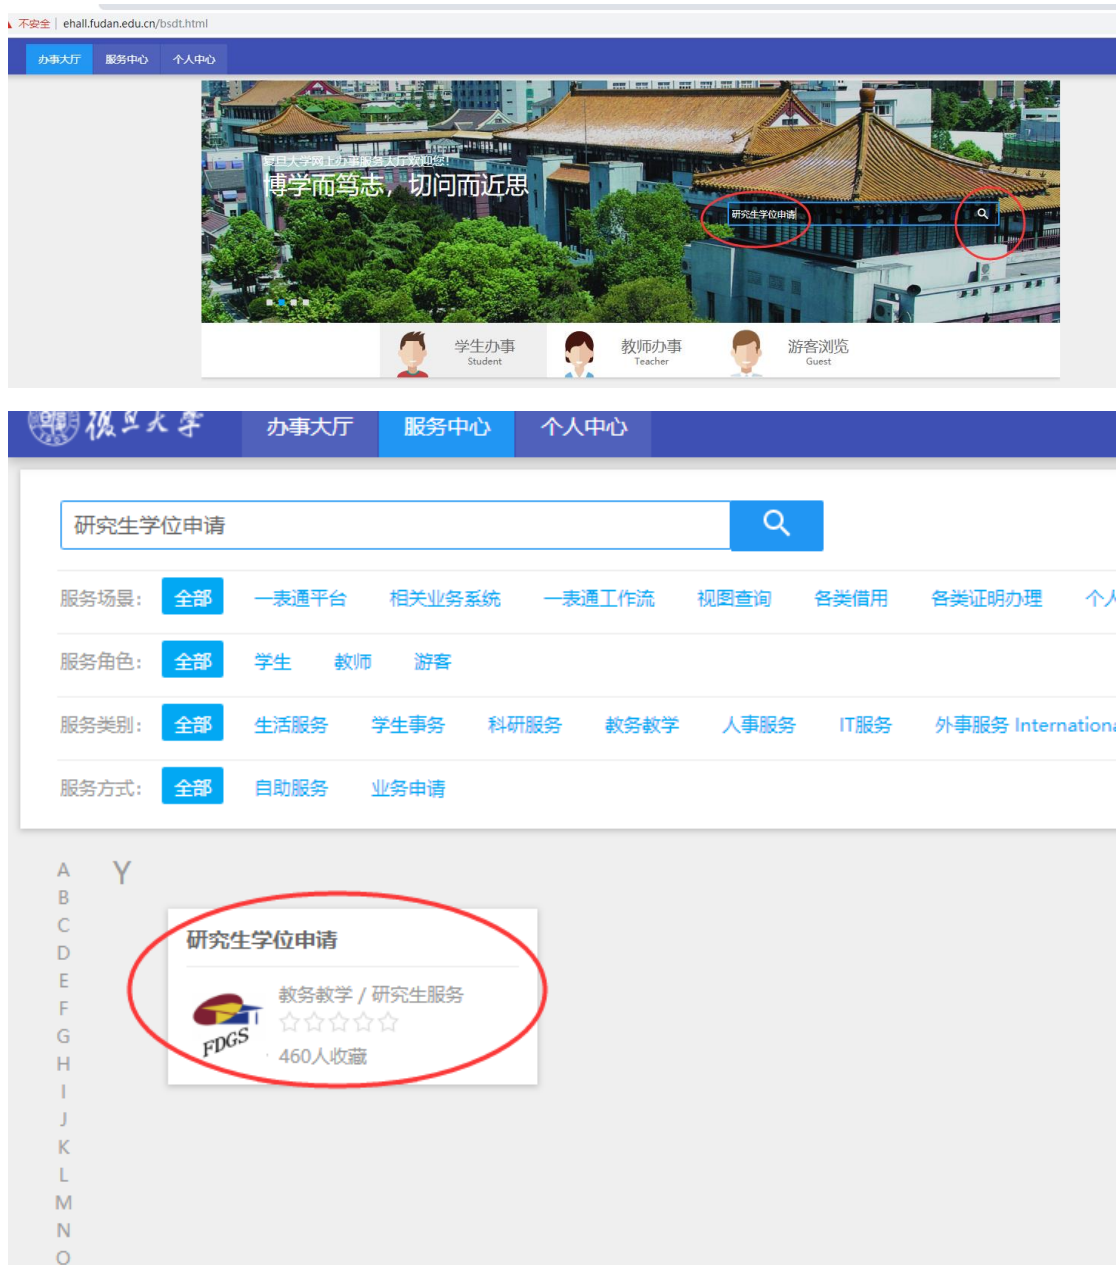 不安全 | ehall.fudan.edu.cn/bsdt.html
办事大厅 服务中心 个人中心
复旦大学网上办事服务大厅欢迎您!
博学而笃志，切问而近思
研究生学位申请
学生办事 教师办事 游客浏览
Student Teacher Guest
復旦大学 办事大厅 服务中心 个人中心
研究生学位申请
服务场景: 全部 一表通平台 相关业务系统 一表通工作流 视图查询 各类借用 各类证明办理 个人
服务角色: 全部 学生 教师 游客
服务类别: 全部 生活服务 学生事务 科研服务 教务教学 人事服务 IT服务 外事服务 Internationa
服务方式: 全部 自助服务 业务申请
A
Y
B
C
D
E
F
G
H
I
J
K
L
M
N
O
研究生学位申请
教务教学 / 研究生服务
FDGS
460人收藏